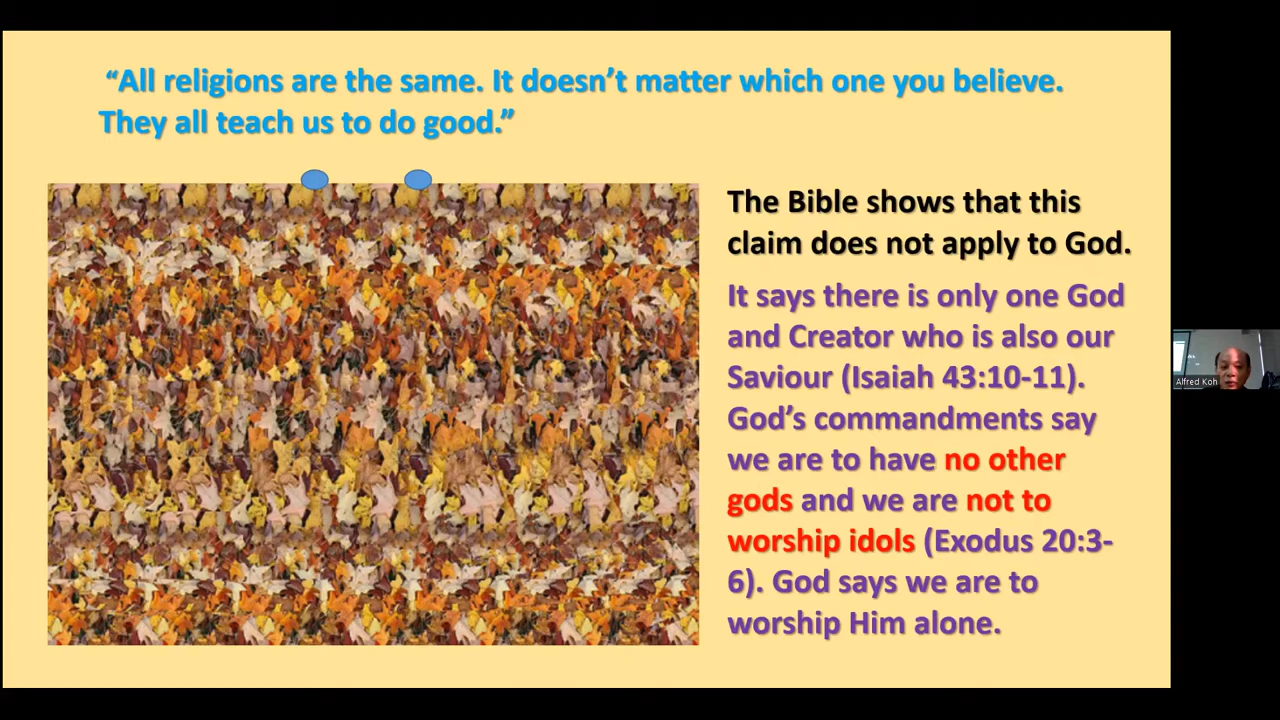 “All religions are the same. It doesn’t matter which one you believe.
They all teach us to do good.”
The Bible shows that this
claim does not apply to God.
It says there is only one God
and Creator who is also our
Saviour (Isaiah 43:10-11).
God’s commandments say
we are to have no other
gods and we are not to
worship idols (Exodus 20:3-
6). God says we are to
worship Him alone.
Alfred Koh